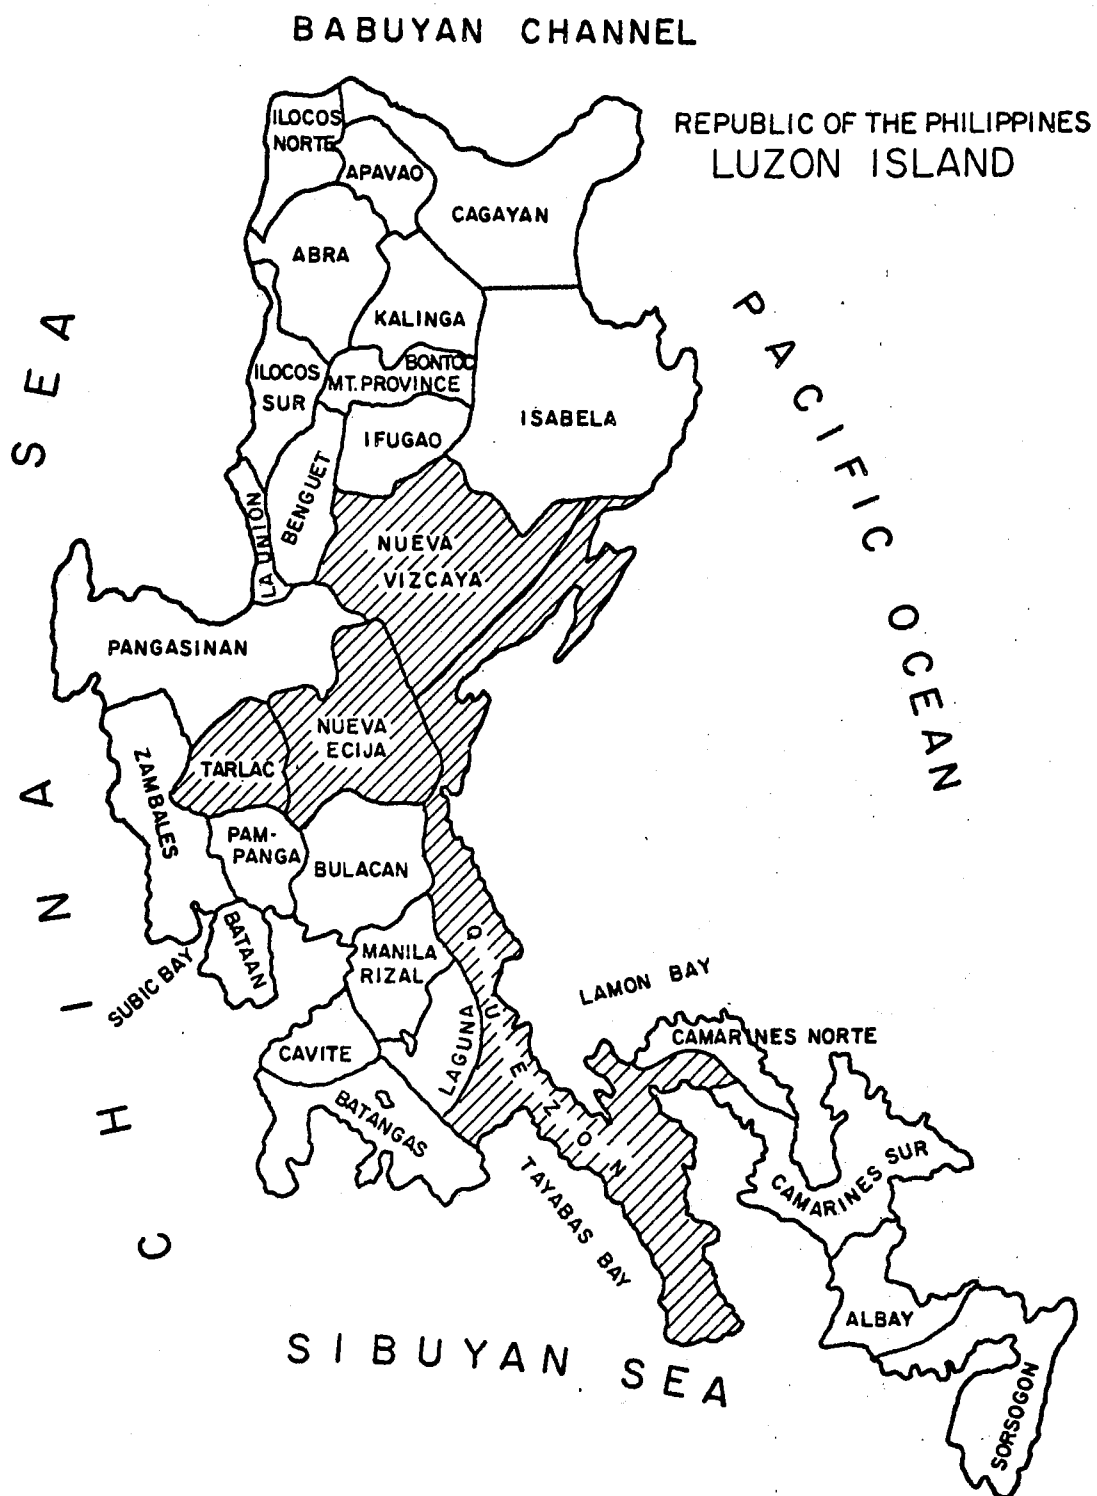 BABUYAN CHANNEL
REPUBLIC OF THE PHILIPPINES
LUZON ISLAND
ILOCOS
NORTE
APAVAO
CAGAYAN
ABRA
KALINGA
BONTOC
MT. PROVINCE
ILOCOS
SUR
IFUGAO
ISABELA
BENGUET
LA UNION
NUEVA
VIZCAYA
PANGASINAN
NUEVA
ECIJA
TARLAC
ZAMBALES
PAM-
PANGA
BULACAN
BATAAN
SUBIC BAY
MANILA
RIZAL
LAGUNA
CAVITE
BATANGAS
QUEZON
LAMON BAY
CAMARINES NORTE
CAMARINES SUR
TAYABAS BAY
ALBAY
SORSOGON
CHINA SEA
PACIFIC OCEAN
SIBUYAN SEA